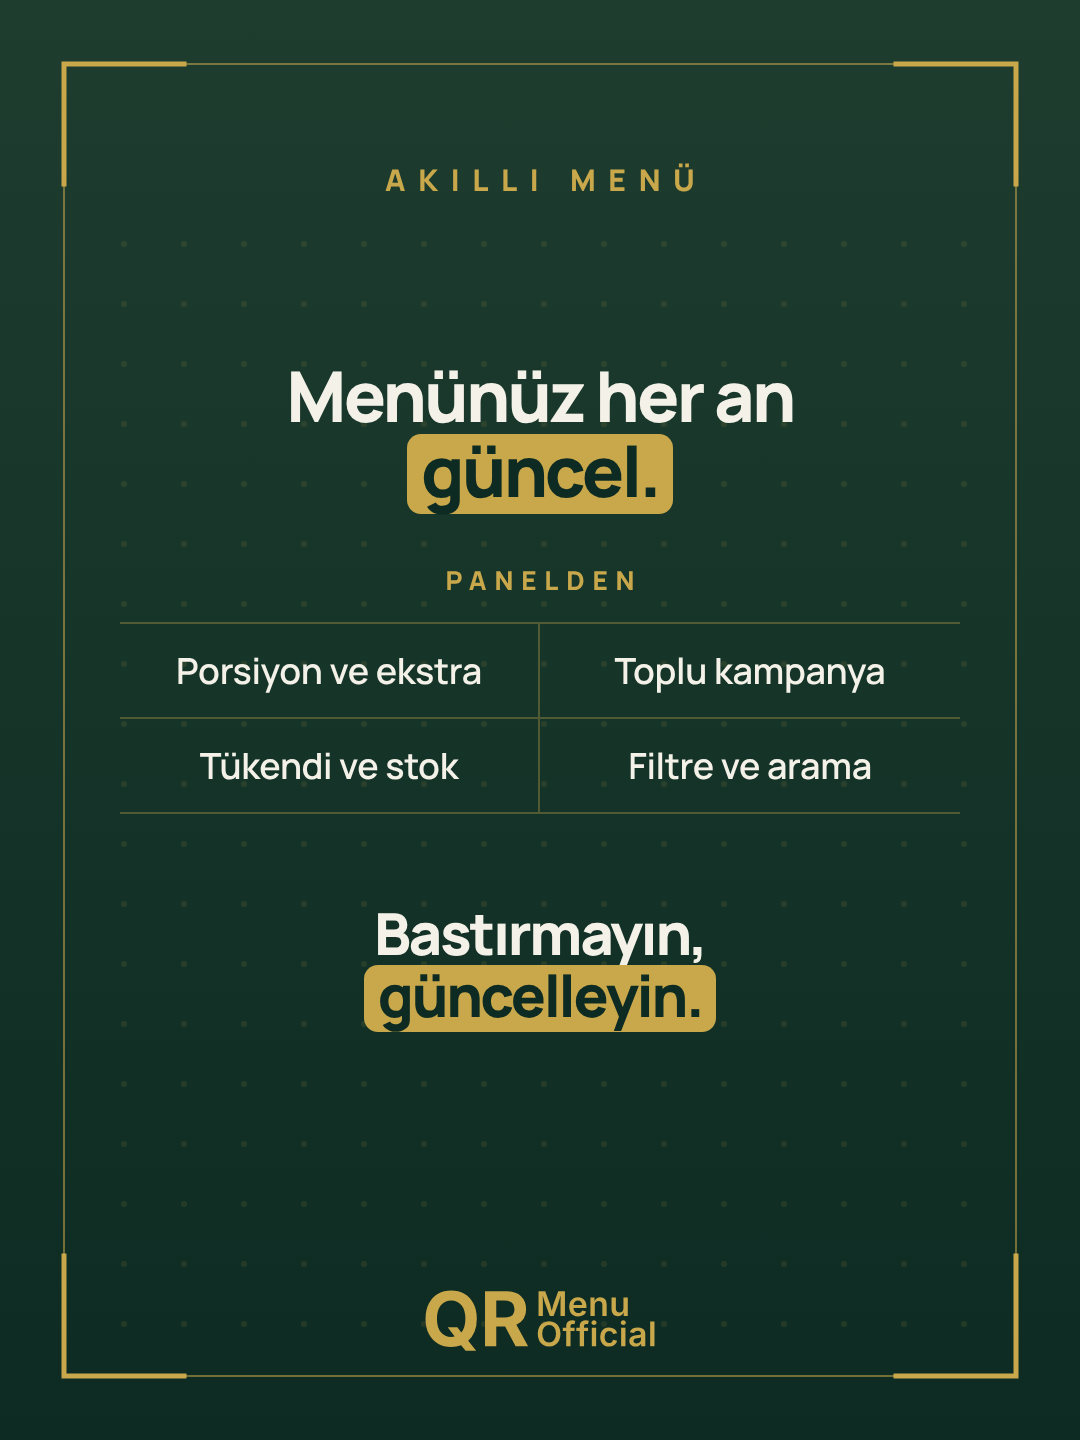 AKILLI MENÜ
Menünüz her an
güncel.
PANELDEN
Porsiyon ve ekstra
Toplu kampanya
Tükendi ve stok
Filtre ve arama
Bastırmayın,
güncelleyin.
QR Menu
Official